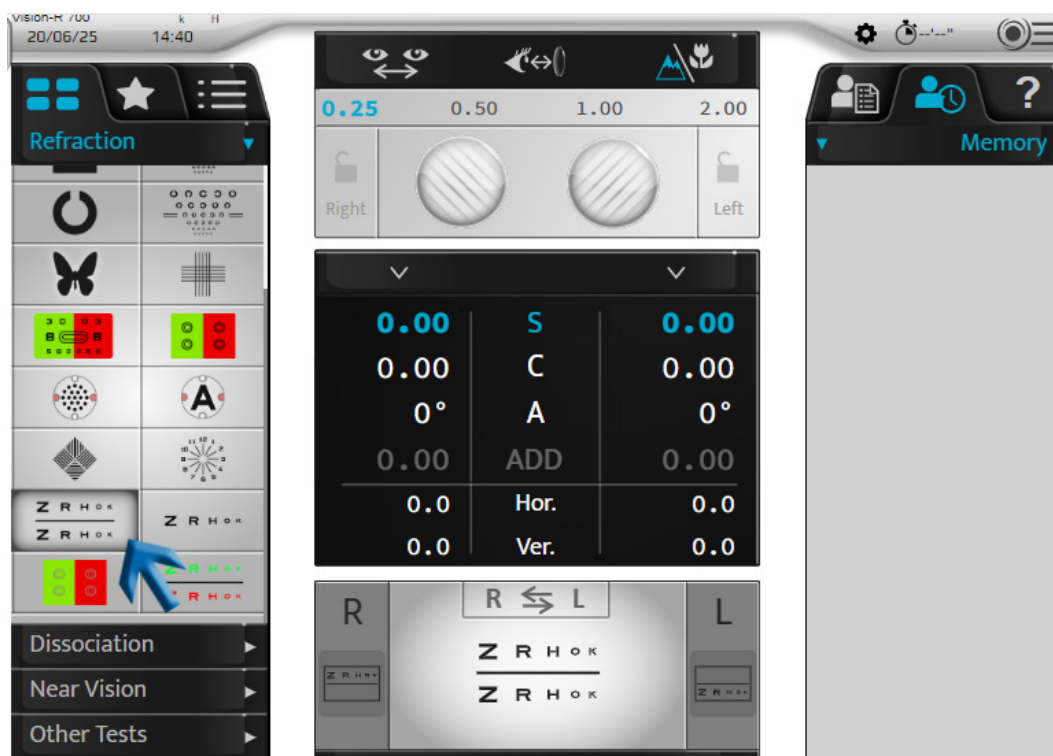 Vision-R 700 k H
20/06/25 14:40
0.25 0.50 1.00 2.00
Right Left
Refraction
Memory
?
0.00 S 0.00
0.00 C 0.00
0° A 0°
0.00 ADD 0.00
0.0 Hor. 0.0
0.0 Ver. 0.0
A
Z R H O K
Z R H O K
Z R H O K
Z R H O K
Z R H O K
Dissociation
Near Vision
Other Tests
R R L L
Z R H O K
Z R H O K